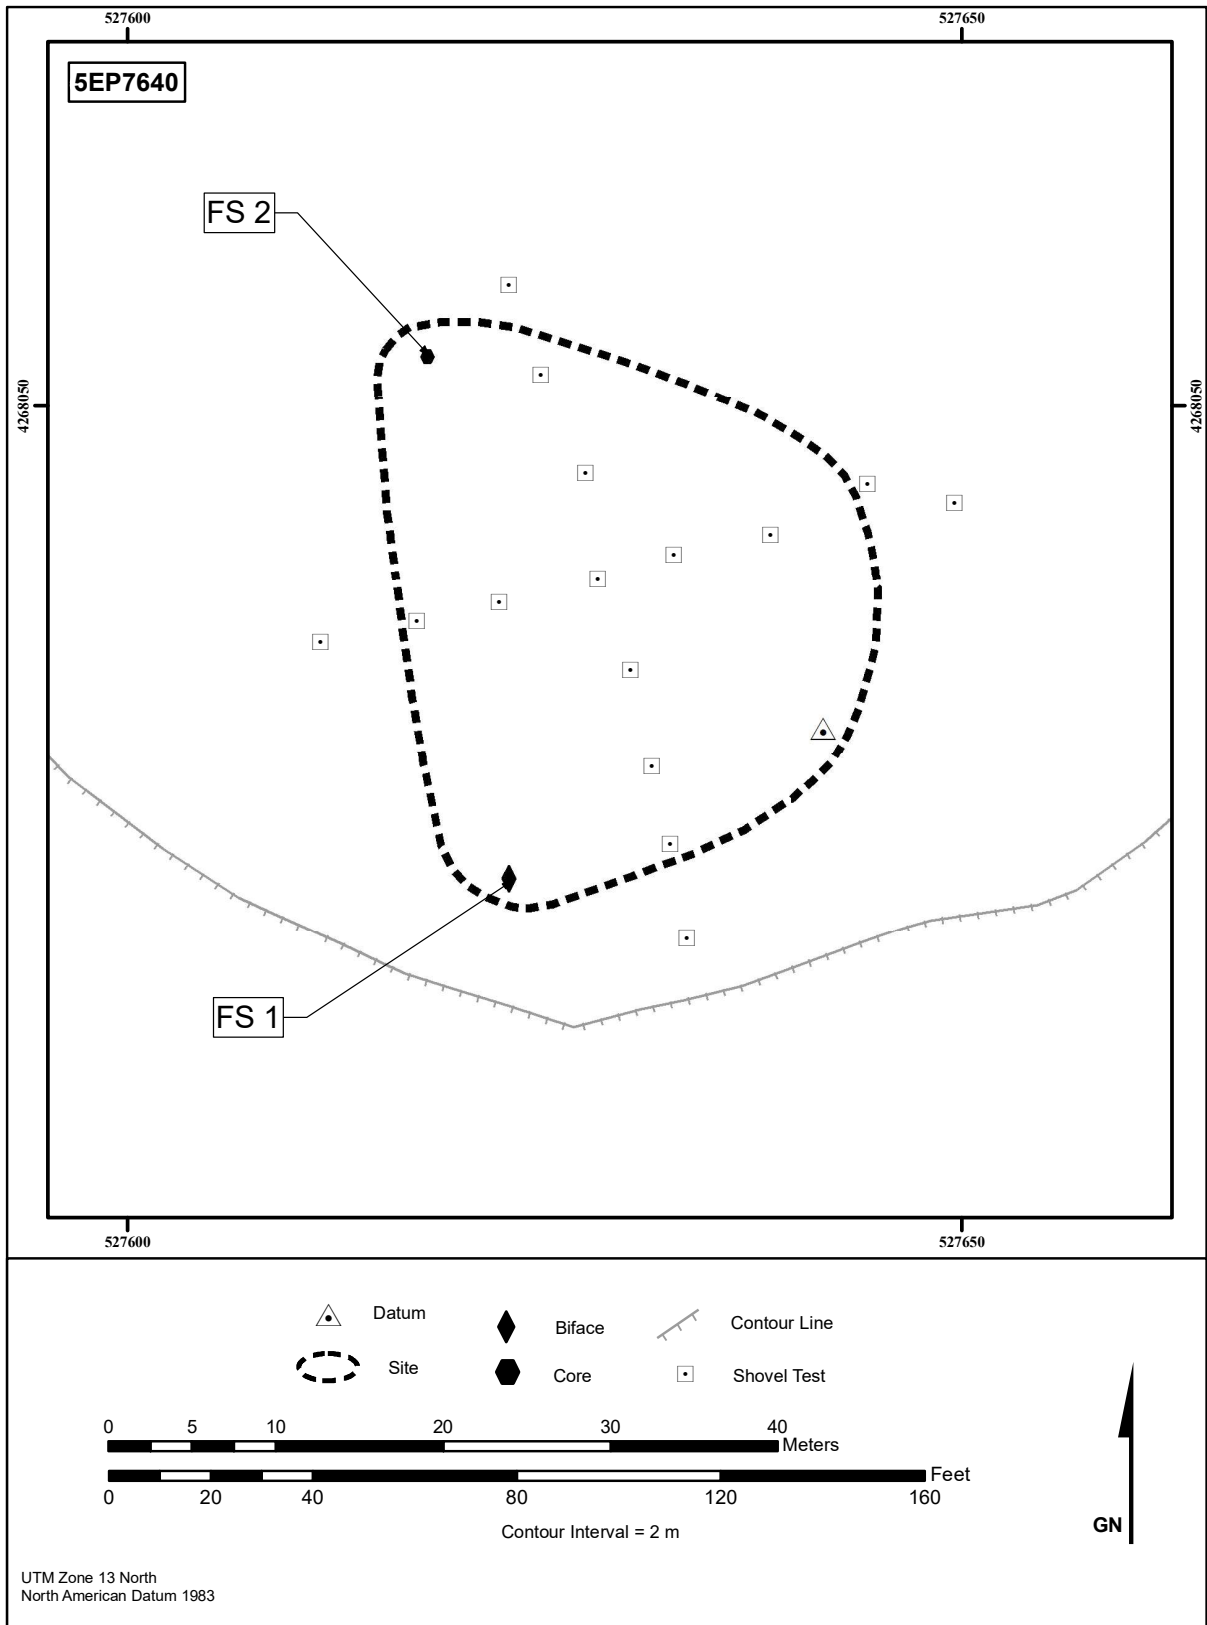 527600
527650
5EP7640
FS 2
4268050
4268050
FS 1
527600
527650
Datum
Biface
Contour Line
Site
Core
Shovel Test
0 5 10 20 30 40
Meters
Feet
0 20 40 80 120 160
Contour Interval = 2 m
GN
UTM Zone 13 North
North American Datum 1983